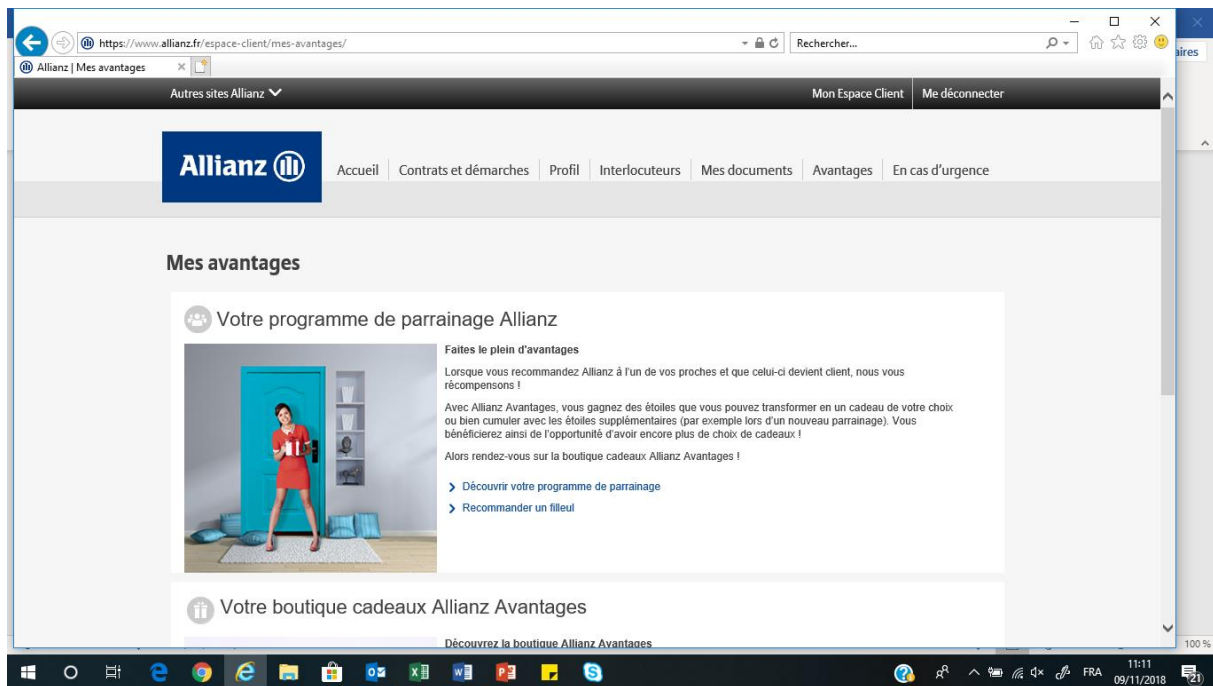 https://www.allianz.fr/espace-client/mes-avantages/
Rechercher...
aires
Allianz | Mes avantages
Autres sites Allianz
Mon Espace Client
Me déconnecter
Allianz
Accueil
Contrats et démarches
Profil
Interlocuteurs
Mes documents
Avantages
En cas d'urgence
Mes avantages
Votre programme de parrainage Allianz
Faites le plein d'avantages
Lorsque vous recommandez Allianz à l'un de vos proches et que celui-ci devient client, nous vous
récompensons !
Avec Allianz Avantages, vous gagnez des étoiles que vous pouvez transformer en un cadeau de votre choix
ou bien cumuler avec les étoiles supplémentaires (par exemple lors d'un nouveau parrainage). Vous
bénéficierez ainsi de l'opportunité d'avoir encore plus de choix de cadeaux !
Alors rendez-vous sur la boutique cadeaux Allianz Avantages !
Découvrir votre programme de parrainage
Recommander un filleul
Votre boutique cadeaux Allianz Avantages
Découvrez la boutique Allianz Avantages
100 %
FRA
11:11
09/11/2018
21